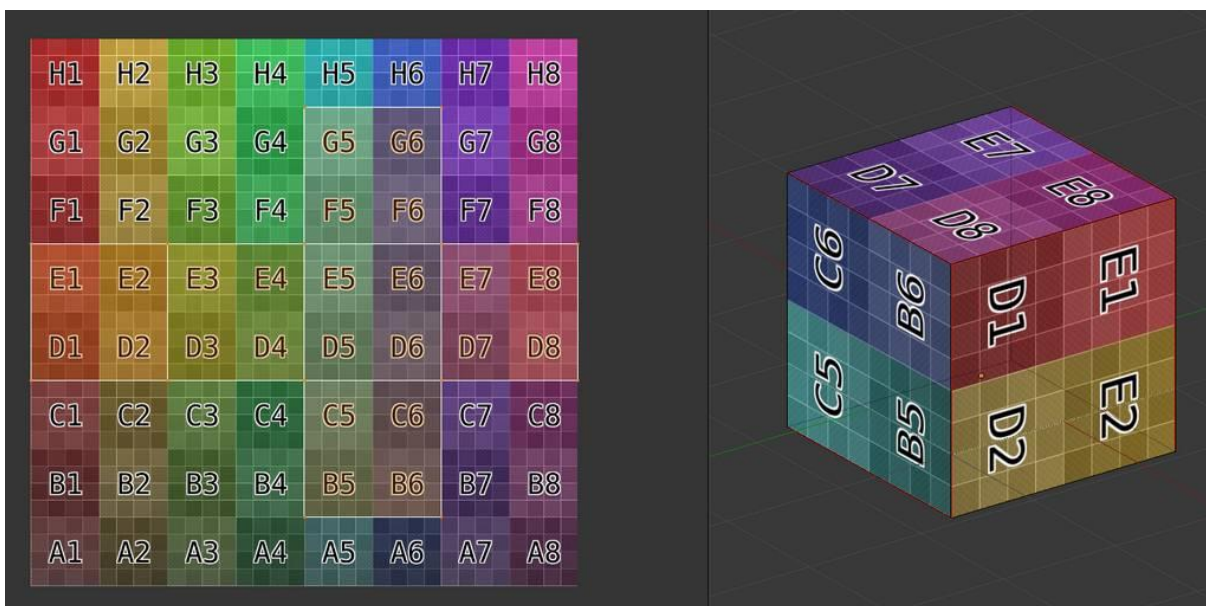 H1 H2 H3 H4 H5 H6 H7 H8
G1 G2 G3 G4 G5 G6 G7 G8
F1 F2 F3 F4 F5 F6 F7 F8
E1 E2 E3 E4 E5 E6 E7 E8
D1 D2 D3 D4 D5 D6 D7 D8
C1 C2 C3 C4 C5 C6 C7 C8
B1 B2 B3 B4 B5 B6 B7 B8
A1 A2 A3 A4 A5 A6 A7 A8
E7
D7
E8
D8
C6
B6
C5
B5
D1
E1
D2
E2